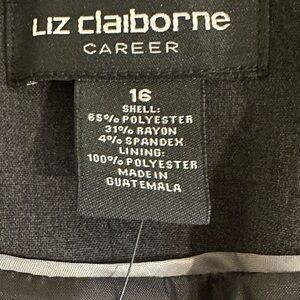 LIZ claiborne
CAREER
16
SHELL:
65% POLYESTER
31% RAYON
4% SPANDEX
LINING:
100% POLYESTER
MADE IN
GUATEMALA